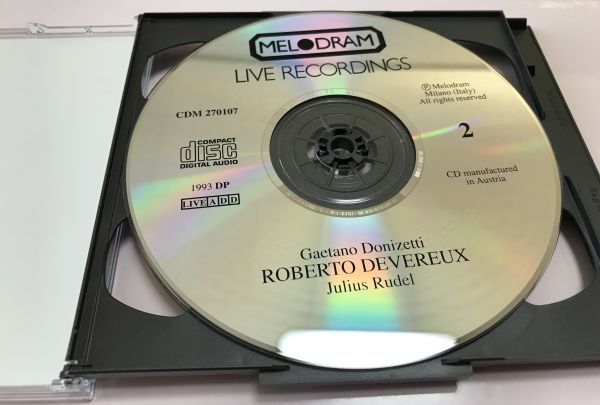 MELODRAM
LIVE RECORDINGS
CDM 270107
℗ Melodram
Milano (Italy)
All rights reserved
COMPACT
disc
DIGITAL AUDIO
2
CD manufactured
in Austria
1993 DP
LIVE A D D
Gaetano Donizetti
ROBERTO DEVEREUX
Julius Rudel